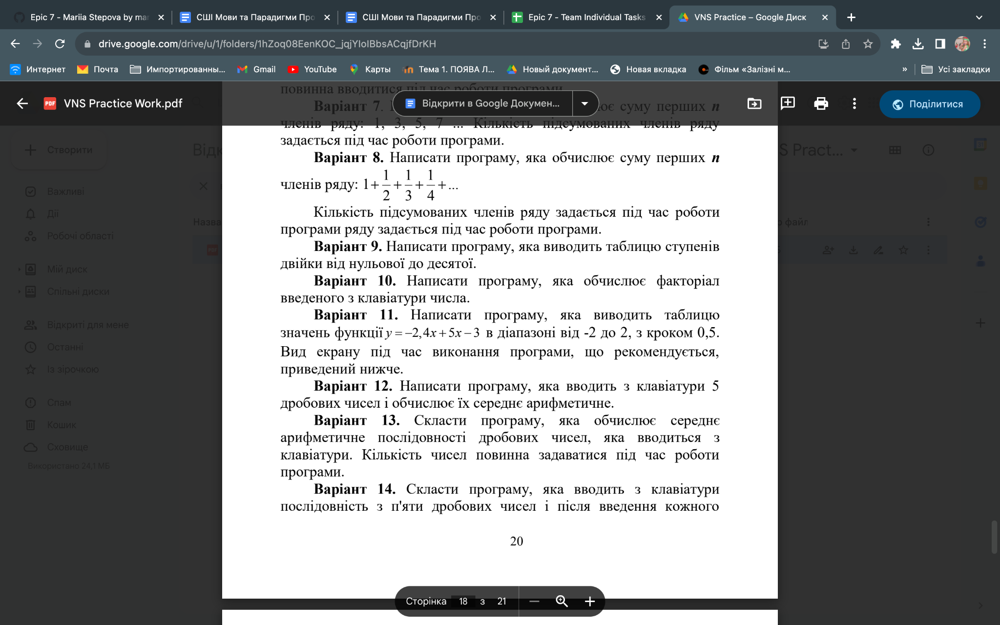 Epic 7 - Mariia Stepova by mar
СШІ Мови та Парадигми Про
СШІ Мови та Парадигми Про
Epic 7 - Team Individual Tasks
VNS Practice – Google Диск
drive.google.com/drive/u/1/folders/1hZoq08EenKOC_jqjYIoIBbsACqjfDrKH
Интернет
Почта
Импортированны...
Gmail
YouTube
Карты
Тема 1. ПОЯВА Л...
Новый документ...
Новая вкладка
Фільм «Залізні м...
»
Усі закладки
PDF VNS Practice Work.pdf
Відкрити в Google Докумен...
Поділитися
Створити
Важливі
Дії
Робочі області
Мій диск
Спільні диски
Відкриті для мене
Останні
Із зірочкою
Спам
Кошик
Сховище
Використано 24,1 МБ
Назва
S Pract...
файл
31
повинна вводитися під час роботи програми.
Варіант 7. ює суму перших n
членів ряду: 1, 3, 5, 7 ... Кількість підсумованих членів ряду
задається під час роботи програми.
Варіант 8. Написати програму, яка обчислює суму перших n
членів ряду: 1+1/2+1/3+1/4+...
Кількість підсумованих членів ряду задається під час роботи
програми ряду задається під час роботи програми.
Варіант 9. Написати програму, яка виводить таблицю ступенів
двійки від нульової до десятої.
Варіант 10. Написати програму, яка обчислює факторіал
введеного з клавіатури числа.
Варіант 11. Написати програму, яка виводить таблицю
значень функції y = −2,4x + 5x − 3 в діапазоні від -2 до 2, з кроком 0,5.
Вид екрану під час виконання програми, що рекомендується,
приведений нижче.
Варіант 12. Написати програму, яка вводить з клавіатури 5
дробових чисел і обчислює їх середнє арифметичне.
Варіант 13. Скласти програму, яка обчислює середнє
арифметичне послідовності дробових чисел, яка вводиться з
клавіатури. Кількість чисел повинна задаватися під час роботи
програми.
Варіант 14. Скласти програму, яка вводить з клавіатури
послідовність з п'яти дробових чисел і після введення кожного
20
Сторінка 18 з 21